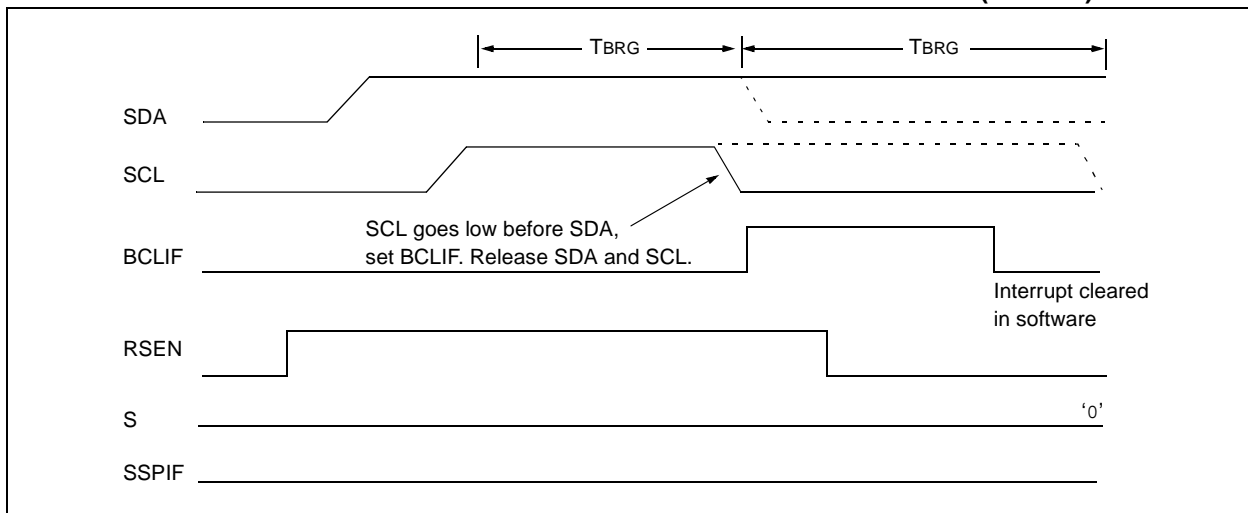 TBRG TBRG
SDA
SCL
SCL goes low before SDA,
set BCLIF. Release SDA and SCL.
BCLIF
Interrupt cleared
in software
RSEN
‘0’
S
SSPIF